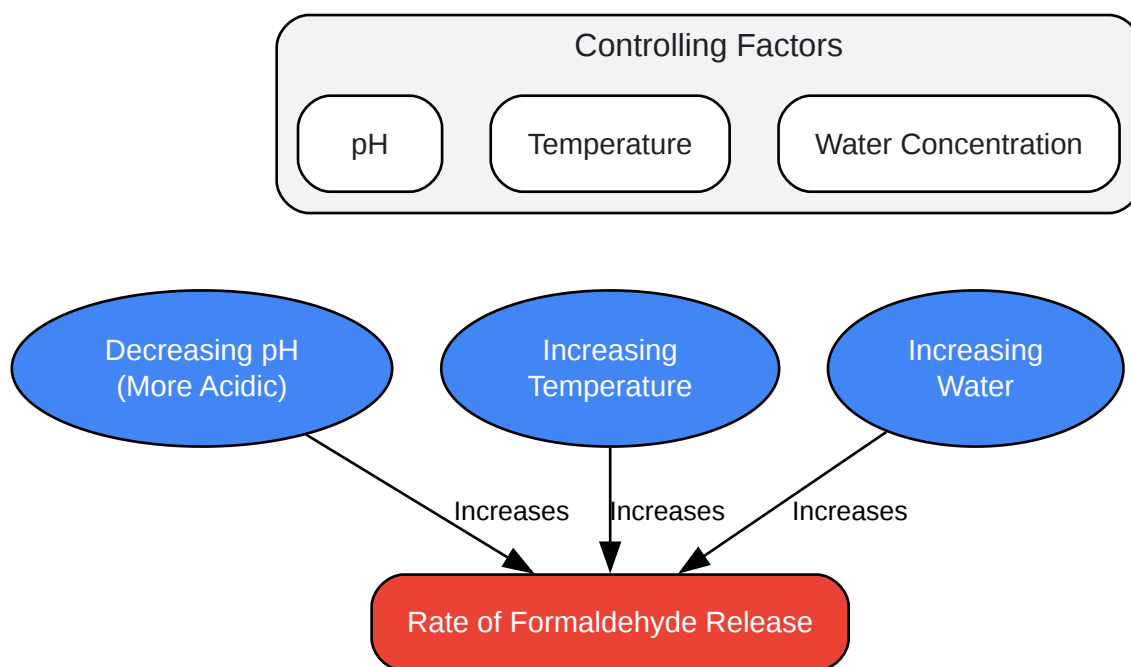 Controlling Factors
pH
Temperature
Water Concentration
Decreasing pH
(More Acidic)
Increasing
Temperature
Increasing
Water
Increases
Increases
Increases
Rate of Formaldehyde Release